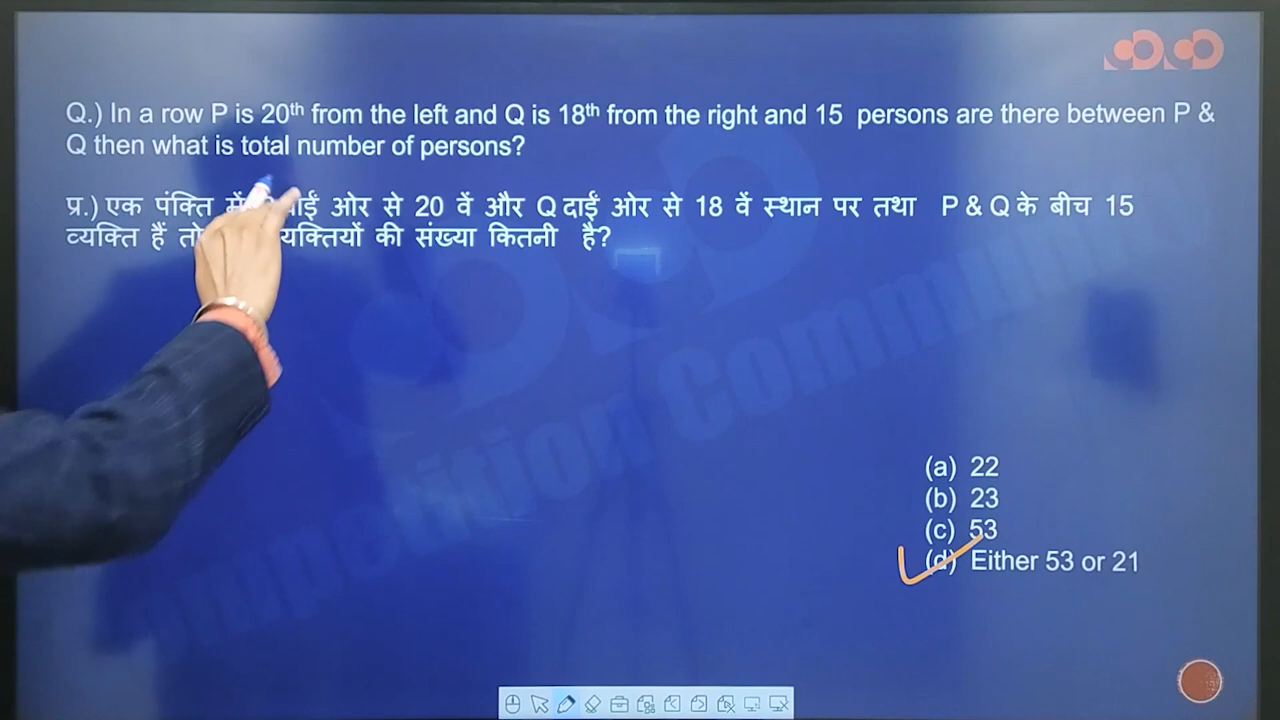 Q.) In a row P is 20th from the left and Q is 18th from the right and 15 persons are there between P &
Q then what is total number of persons?
प्र.) एक पंक्ति में ओर से 20 वें और Q दाईं ओर से 18 वें स्थान पर तथा P & Q के बीच 15
व्यक्ति हैं तो की संख्या कितनी है?
Competition Community
(a) 22
(b) 23
(c) 53
(d) Either 53 or 21